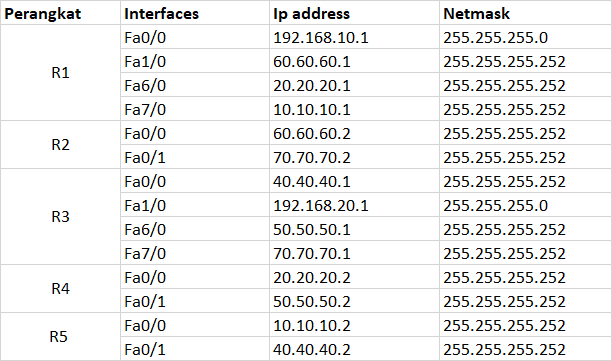 Perangkat Interfaces Ip address Netmask
R1 Fa0/0 192.168.10.1 255.255.255.0
Fa1/0 60.60.60.1 255.255.255.252
Fa6/0 20.20.20.1 255.255.255.252
Fa7/0 10.10.10.1 255.255.255.252
R2 Fa0/0 60.60.60.2 255.255.255.252
Fa0/1 70.70.70.2 255.255.255.252
R3 Fa0/0 40.40.40.1 255.255.255.252
Fa1/0 192.168.20.1 255.255.255.0
Fa6/0 50.50.50.1 255.255.255.252
Fa7/0 70.70.70.1 255.255.255.252
R4 Fa0/0 20.20.20.2 255.255.255.252
Fa0/1 50.50.50.2 255.255.255.252
R5 Fa0/0 10.10.10.2 255.255.255.252
Fa0/1 40.40.40.2 255.255.255.252